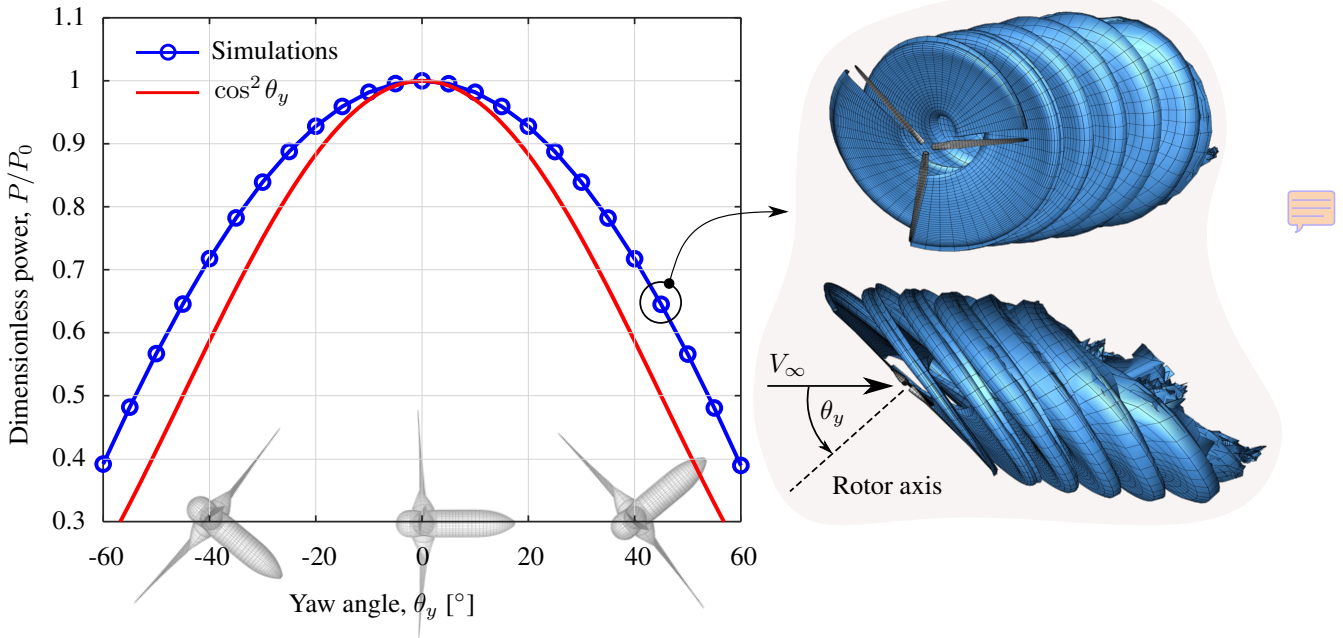 1.1
1
0.9
0.8
0.7
0.6
0.5
0.4
0.3
Dimensionless power, P/P₀
Simulations
cos² θ_y
-60 -40 -20 0 20 40 60
Yaw angle, θ_y [°]
V_∞
θ_y
Rotor axis